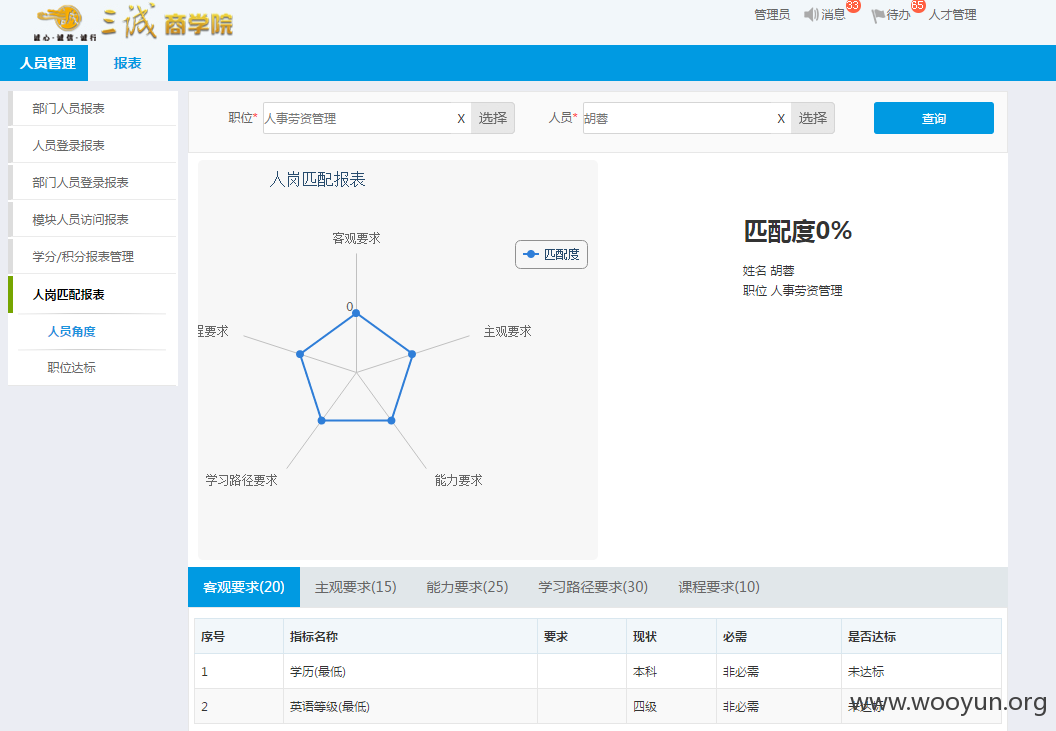 三诚商学院
诚心·诚信·诚行
管理员 消息 33 待办 65 人才管理
人员管理 报表
部门人员报表
人员登录报表
部门人员登录报表
模块人员访问报表
学分/积分报表管理
人岗匹配报表
人员角度
职位达标
职位* 人事劳资管理 X 选择 人员* 胡蓉 X 选择 查询
人岗匹配报表
客观要求
匹配度
0
程要求
主观要求
学习路径要求
能力要求
匹配度0%
姓名 胡蓉
职位 人事劳资管理
客观要求(20) 主观要求(15) 能力要求(25) 学习路径要求(30) 课程要求(10)
序号 指标名称 要求 现状 必需 是否达标
1 学历(最低) 本科 非必需 未达标
2 英语等级(最低) 四级 非必需 未达标
www.wooyun.org